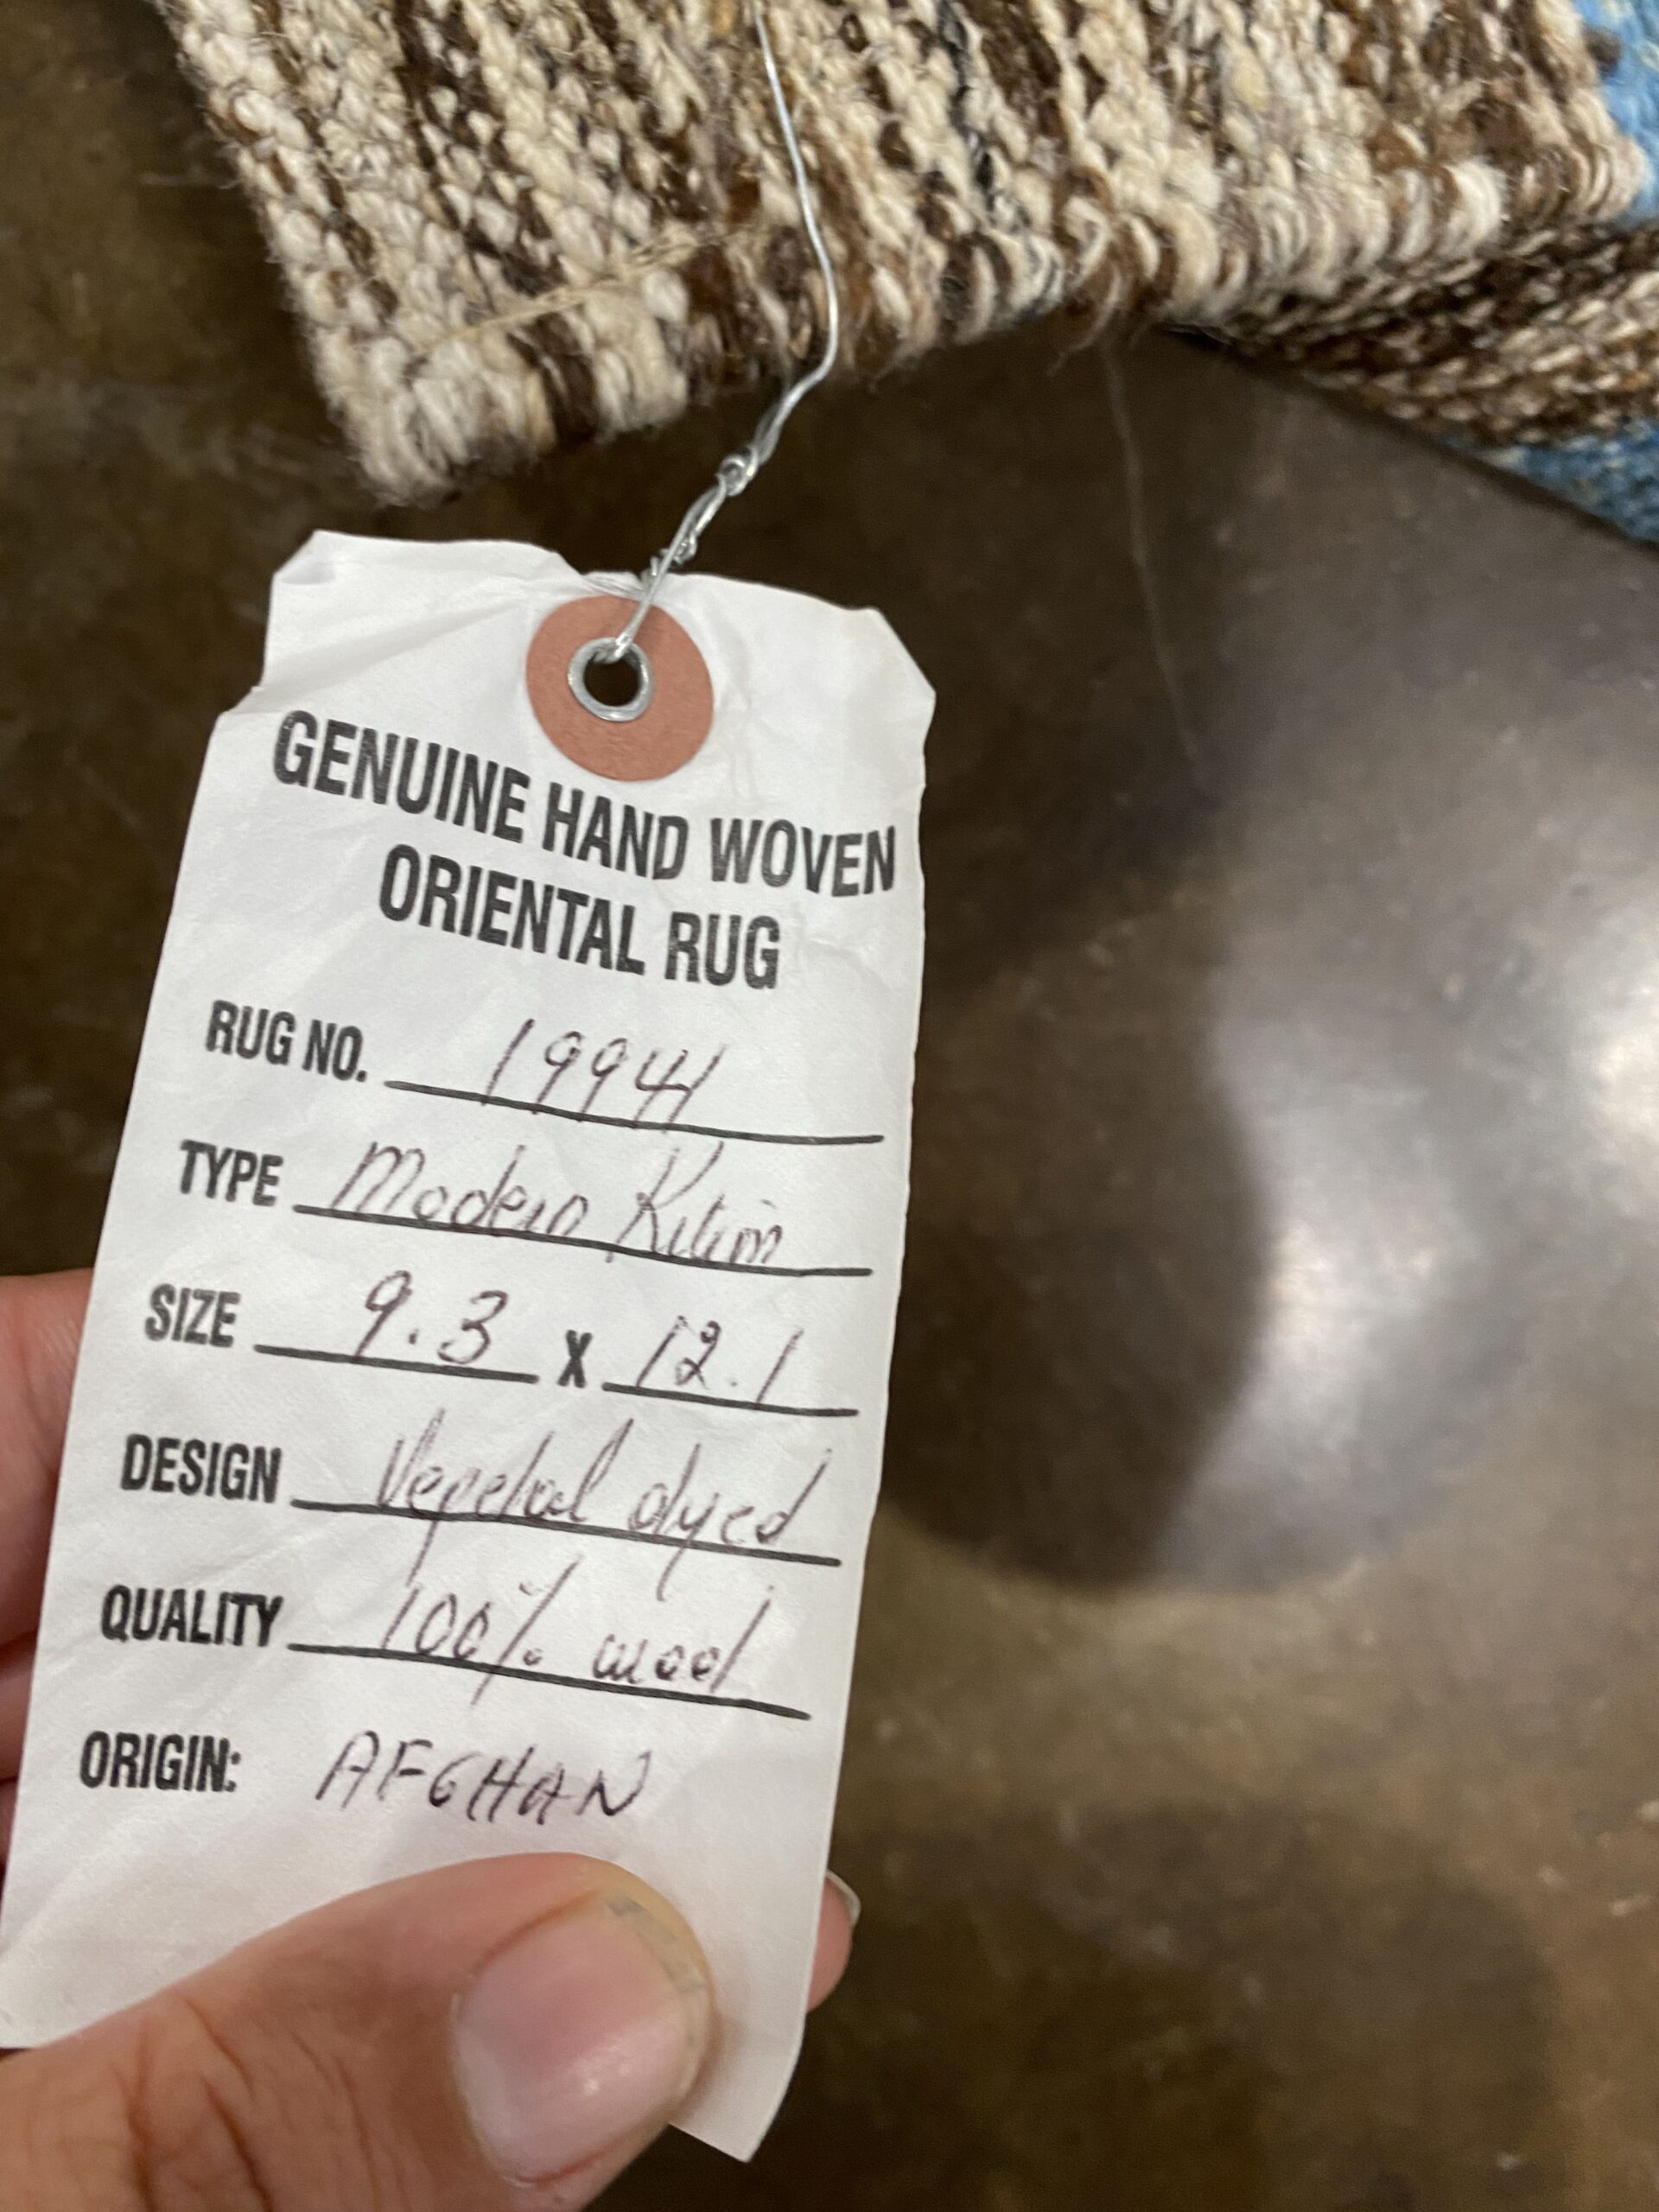 GENUINE HAND WOVEN
ORIENTAL RUG
RUG NO. 19941
TYPE Modern Kilim
SIZE 9.3 X 12.1
DESIGN Vegetal dyed
QUALITY 100% wool
ORIGIN: AFGHAN